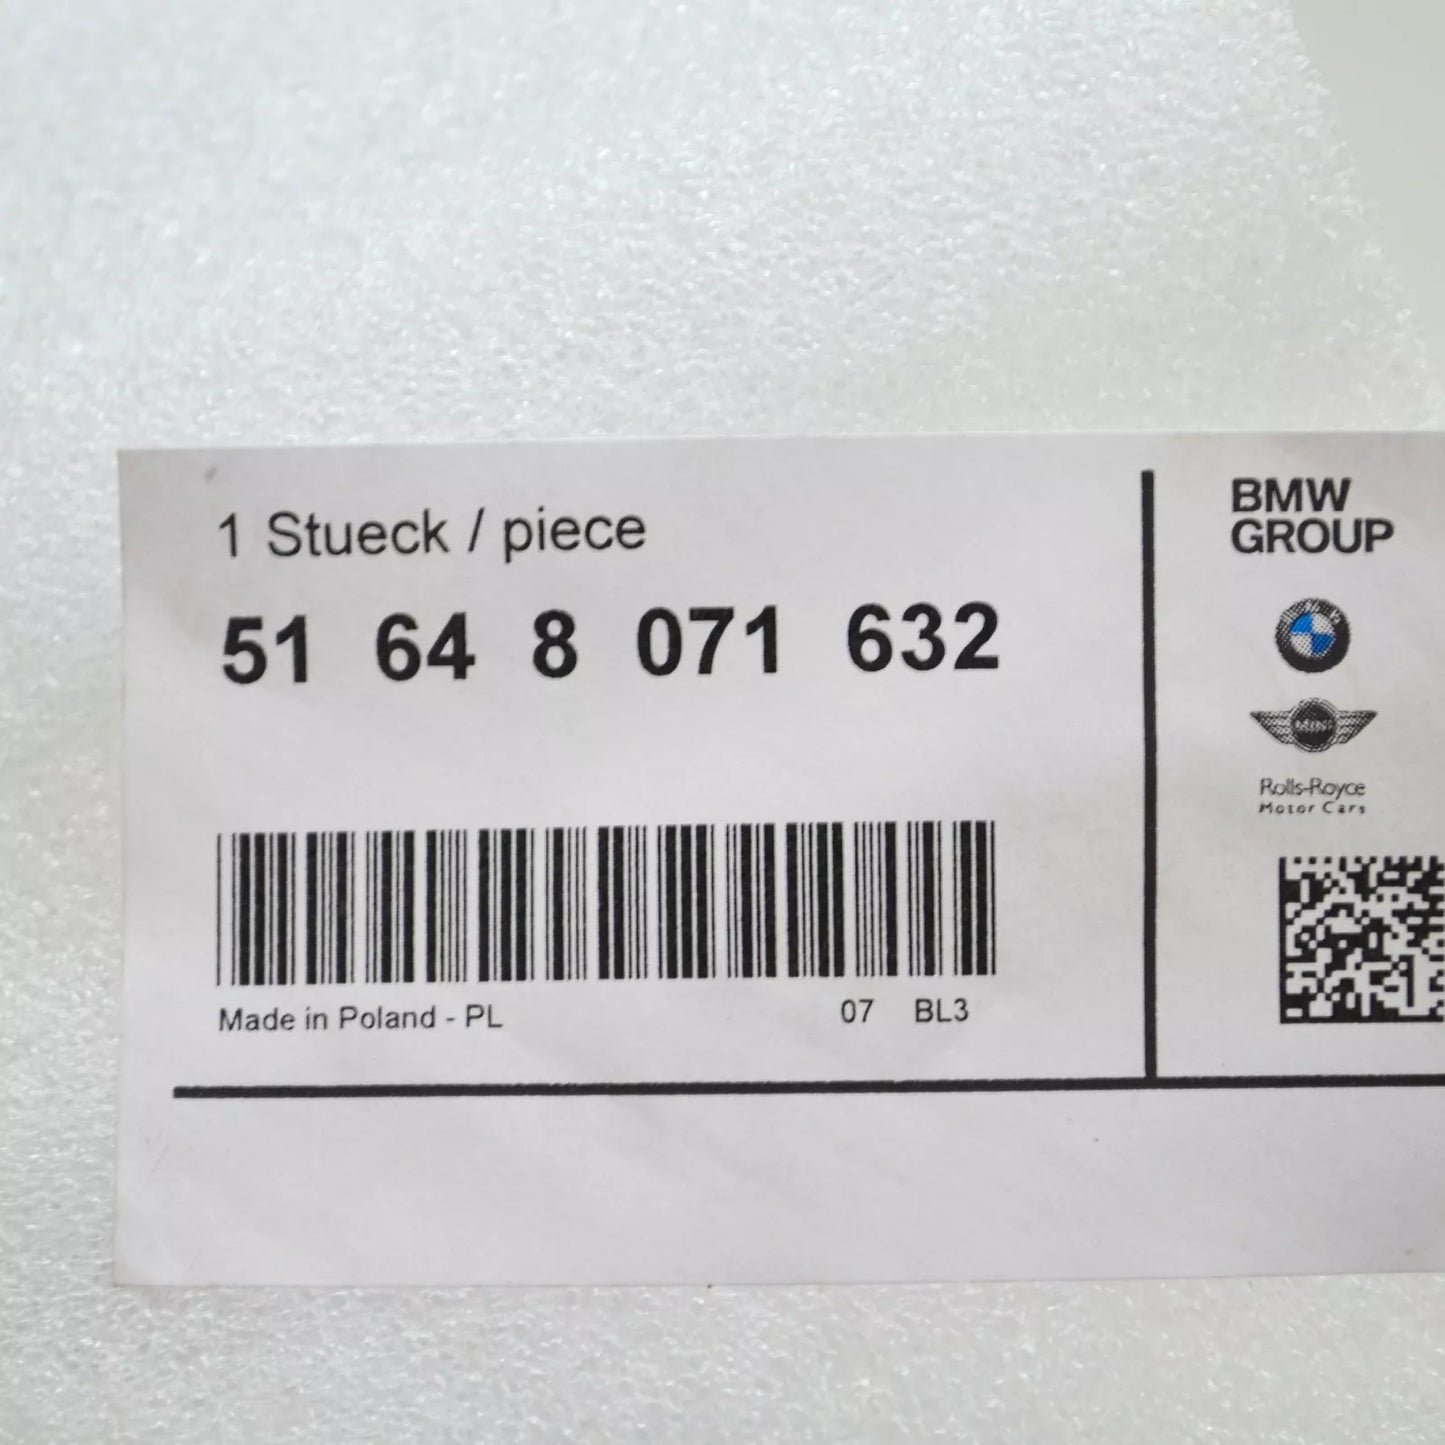 1 Stueck / piece
51 64 8 071 632
Made in Poland - PL
07 BL3
BMW
GROUP
MINI
Rolls-Royce
Motor Cars